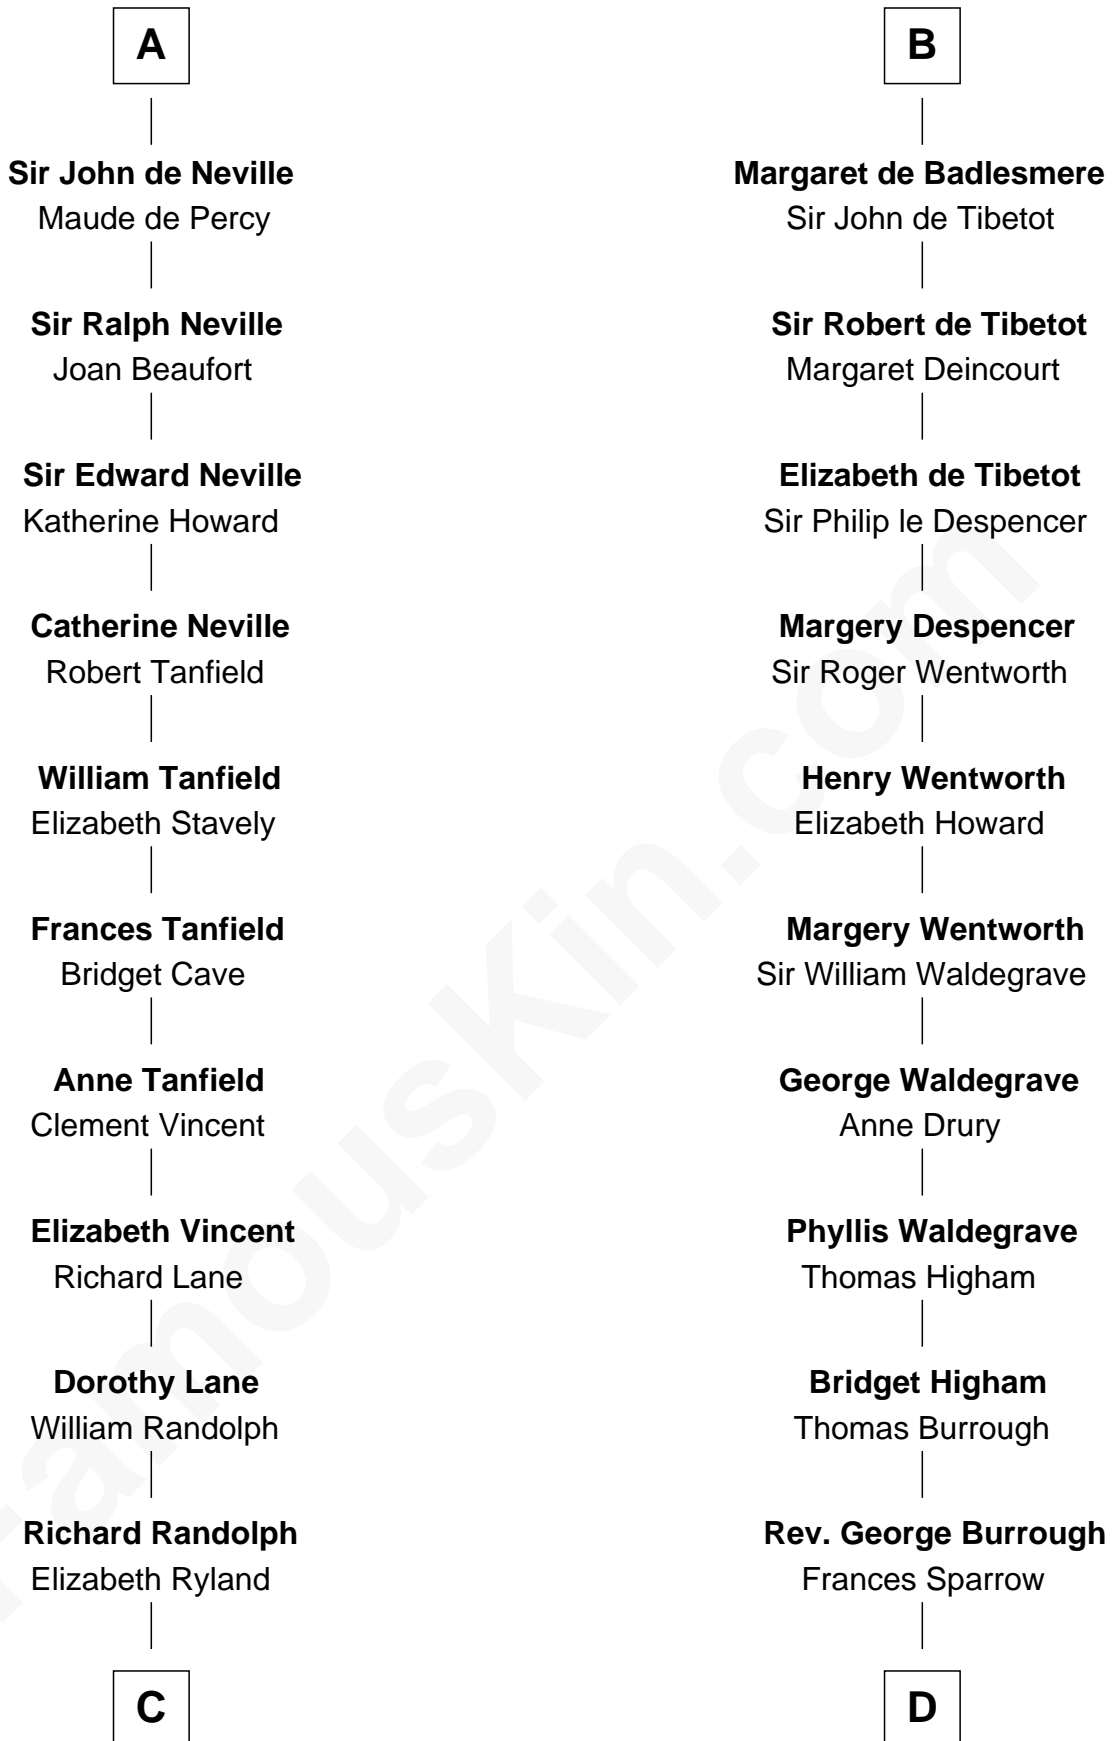 A
Sir John de Neville
Maude de Percy
Sir Ralph Neville
Joan Beaufort
Sir Edward Neville
Katherine Howard
Catherine Neville
Robert Tanfield
William Tanfield
Elizabeth Stavely
Frances Tanfield
Bridget Cave
Anne Tanfield
Clement Vincent
Elizabeth Vincent
Richard Lane
Dorothy Lane
William Randolph
Richard Randolph
Elizabeth Ryland
C
B
Margaret de Badlesmere
Sir John de Tibetot
Sir Robert de Tibetot
Margaret Deincourt
Elizabeth de Tibetot
Sir Philip le Despencer
Margery Despencer
Sir Roger Wentworth
Henry Wentworth
Elizabeth Howard
Margery Wentworth
Sir William Waldegrave
George Waldegrave
Anne Drury
Phyllis Waldegrave
Thomas Higham
Bridget Higham
Thomas Burrough
Rev. George Burrough
Frances Sparrow
D
FamousKin.com